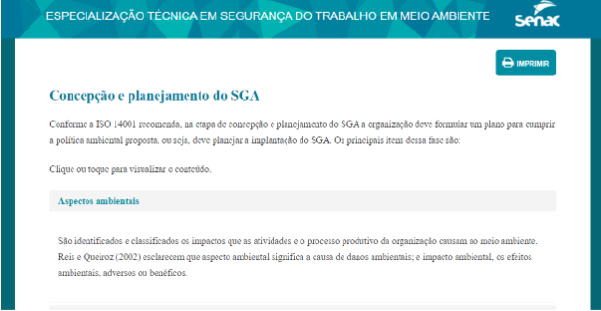 ESPECIALIZAÇÃO TÉCNICA EM SEGURANÇA DO TRABALHO EM MEIO AMBIENTE
Senac
IMPRIMIR
Concepção e planejamento do SGA
Conforme a ISO 14001 recomenda, na etapa de concepção e planejamento do SGA a organização deve formular um plano para cumprir
a política ambiental proposta, ou seja, deve planejar a implantação do SGA. Os principais itens dessa fase são:
Clique ou toque para visualizar o conteúdo.
Aspectos ambientais
São identificados e classificados os impactos que as atividades e o processo produtivo da organização causam ao meio ambiente.
Reis e Queiroz (2002) esclarecem que aspecto ambiental significa a causa de danos ambientais; e impacto ambiental, os efeitos
ambientais, adversos ou benéficos.